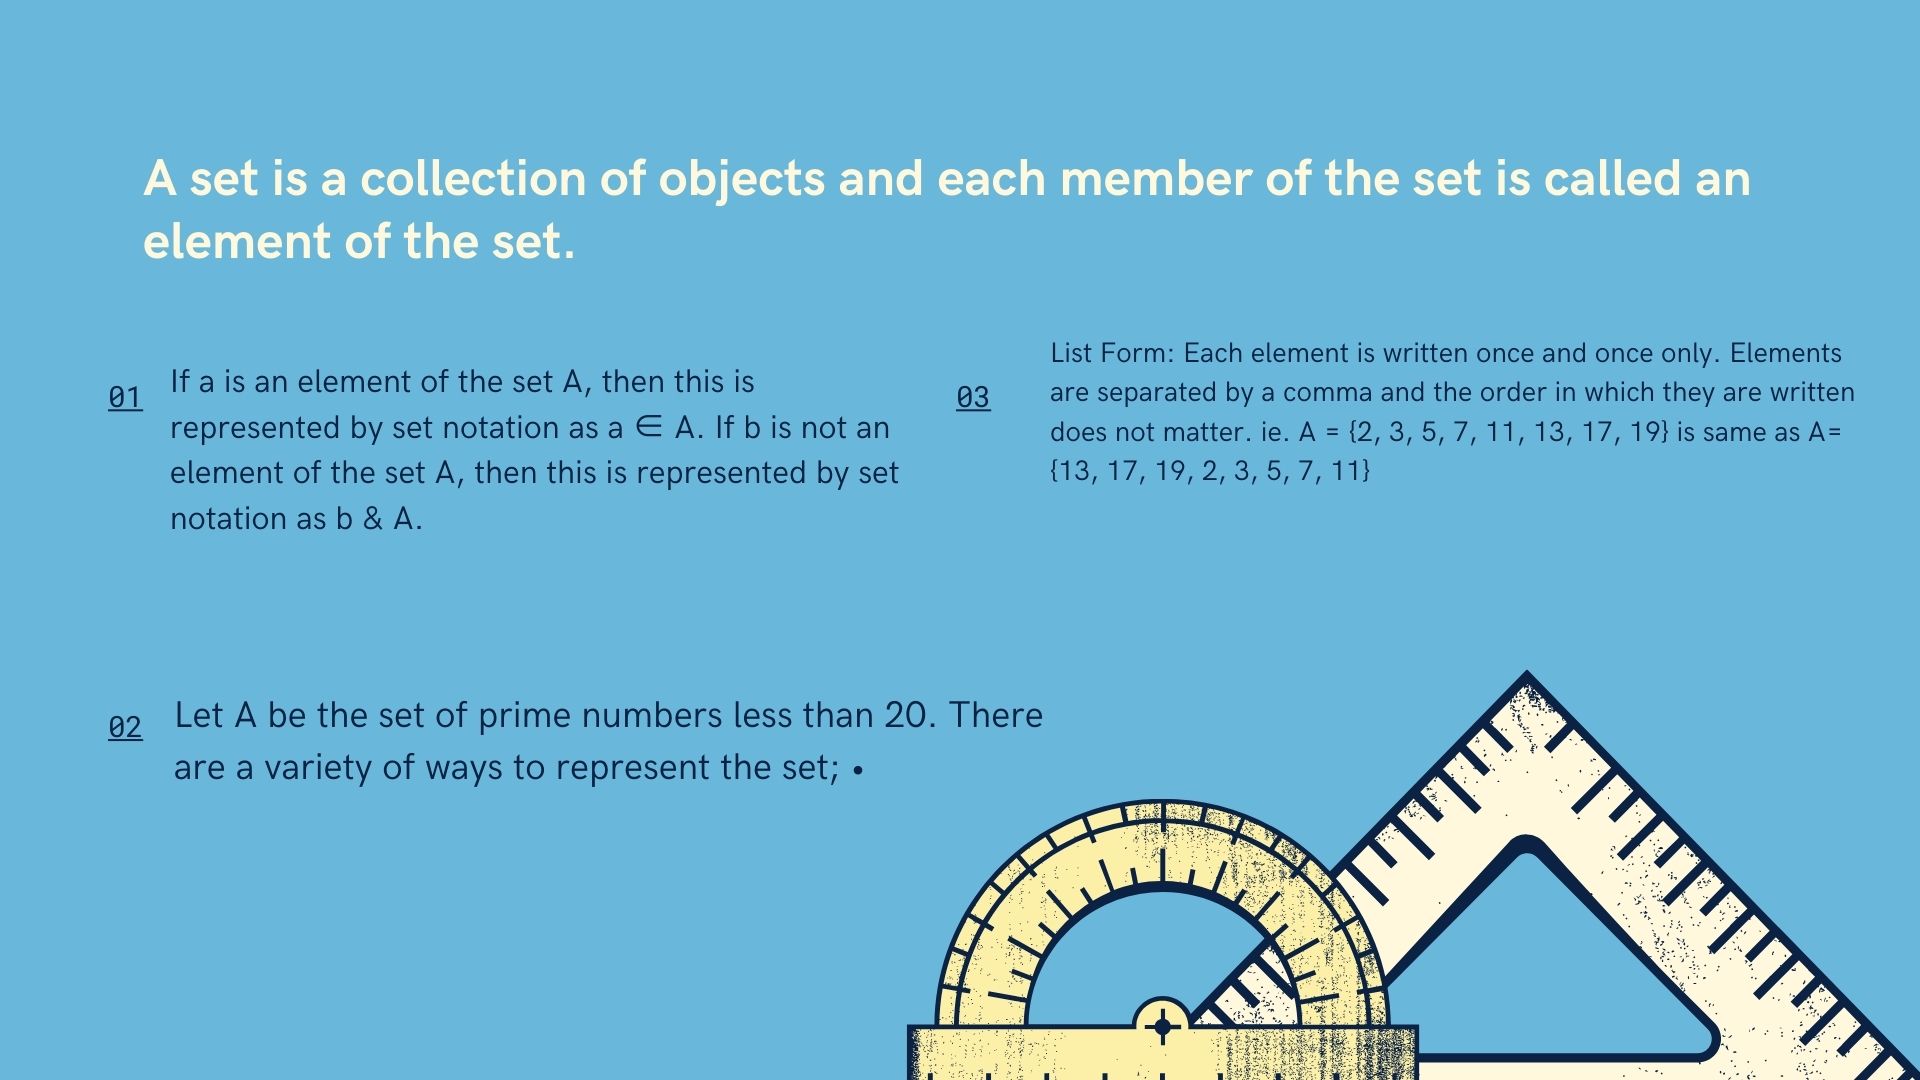 A set is a collection of objects and each member of the set is called an
element of the set.
01
If a is an element of the set A, then this is
represented by set notation as a ∈ A. If b is not an
element of the set A, then this is represented by set
notation as b & A.
02
Let A be the set of prime numbers less than 20. There
are a variety of ways to represent the set; •
03
List Form: Each element is written once and once only. Elements
are separated by a comma and the order in which they are written
does not matter. ie. A = {2, 3, 5, 7, 11, 13, 17, 19} is same as A=
{13, 17, 19, 2, 3, 5, 7, 11}